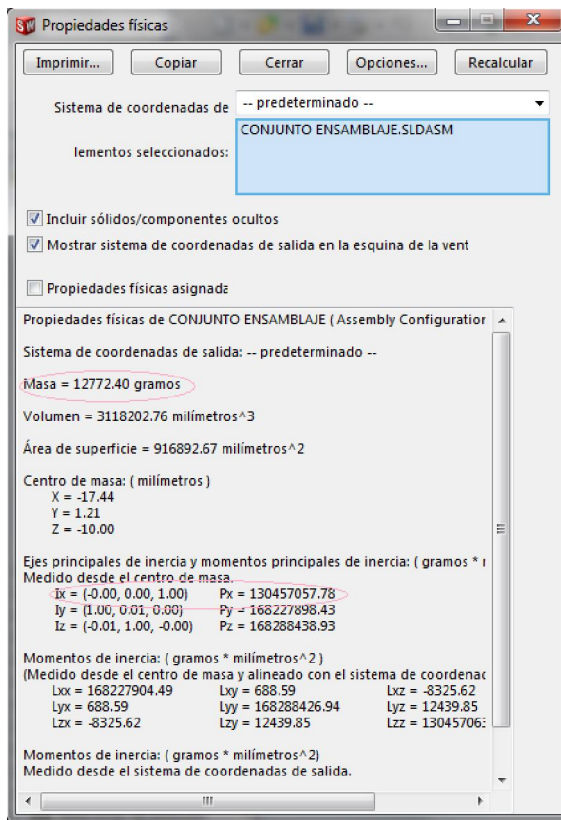 Propiedades físicas
Imprimir... Copiar Cerrar Opciones... Recalcular
Sistema de coordenadas de -- predeterminado --
lementos seleccionados: CONJUNTO ENSAMBLAJE.SLDASM
Incluir sólidos/componentes ocultos
Mostrar sistema de coordenadas de salida en la esquina de la vent
Propiedades físicas asignada
Propiedades físicas de CONJUNTO ENSAMBLAJE ( Assembly Configuration
Sistema de coordenadas de salida: -- predeterminado --
Masa = 12772.40 gramos
Volumen = 3118202.76 milímetros^3
Área de superficie = 916892.67 milímetros^2
Centro de masa: ( milímetros )
X = -17.44
Y = 1.21
Z = -10.00
Ejes principales de inercia y momentos principales de inercia: ( gramos *
Medido desde el centro de masa.
Ix = (-0.00, 0.00, 1.00) Px = 130457057.78
Iy = (1.00, 0.01, 0.00) Py = 168227898.43
Iz = (-0.01, 1.00, -0.00) Pz = 168288438.93
Momentos de inercia: ( gramos * milímetros^2 )
(Medido desde el centro de masa y alineado con el sistema de coordenad
Lxx = 168227904.49 Lxy = 688.59 Lxz = -8325.62
Lyx = 688.59 Lyy = 168288426.94 Lyz = 12439.85
Lzx = -8325.62 Lzy = 12439.85 Lzz = 130457063
Momentos de inercia: ( gramos * milímetros^2)
Medido desde el sistema de coordenadas de salida.